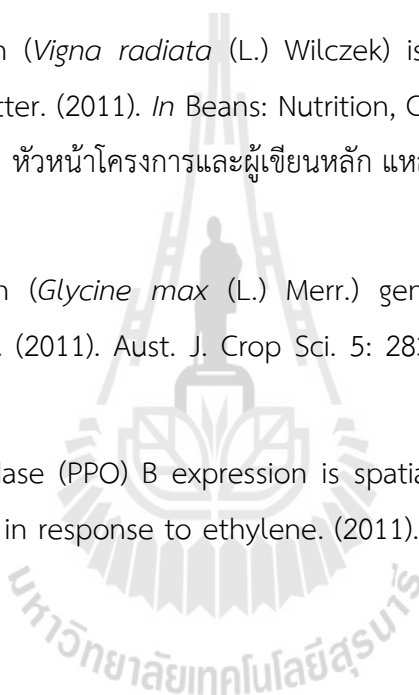 n (Vigna radiata (L.) Wilczek) is
tter. (2011). In Beans: Nutrition, C
หัวหน้าโครงการและผู้เขียนหลัก แหล
n (Glycine max (L.) Merr.) gen
. (2011). Aust. J. Crop Sci. 5: 283
dase (PPO) B expression is spatia
in response to ethylene. (2011).
มหาวิทยาลัยเทคโนโลยีสุรนารี